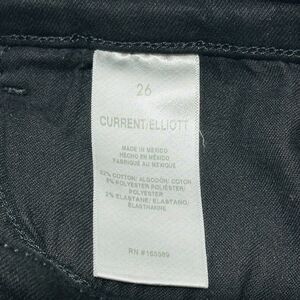 26
CURRENT/ELLIOTT
MADE IN MEXICO
HECHO EN MÉXICO
FABRIQUÉ AU MEXIQUE
92% COTTON/ ALGODÓN/ COTON
6% POLYESTER/ POLIÉSTER/
POLYESTER
2% ELASTANE/ ELASTANO/
ELASTHANNE
RN #165589